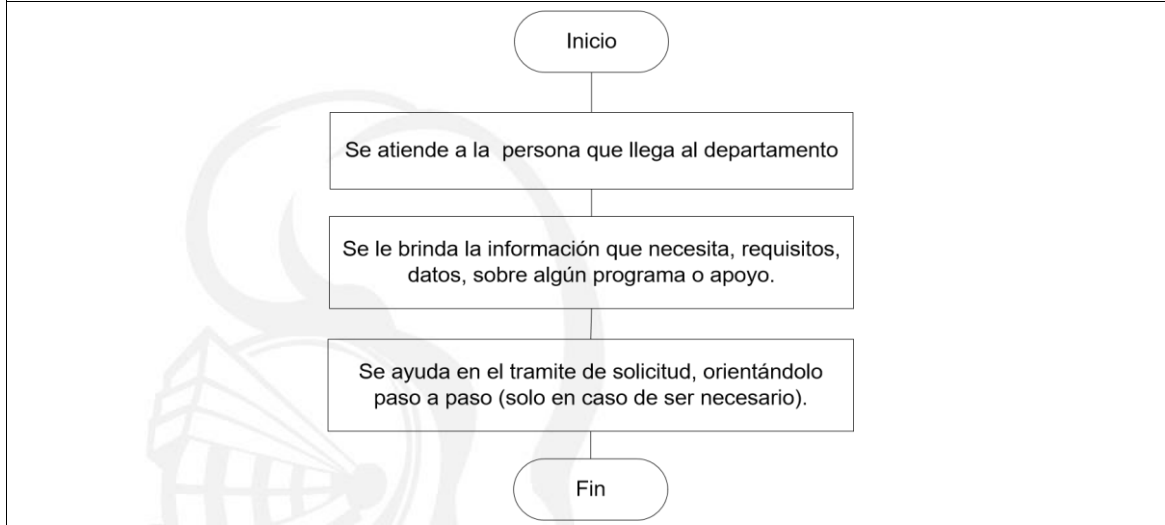 Inicio
Se atiende a la  persona que llega al departamento
Se le brinda la información que necesita, requisitos,
datos, sobre algún programa o apoyo.
Se ayuda en el tramite de solicitud, orientándolo
paso a paso (solo en caso de ser necesario).
Fin